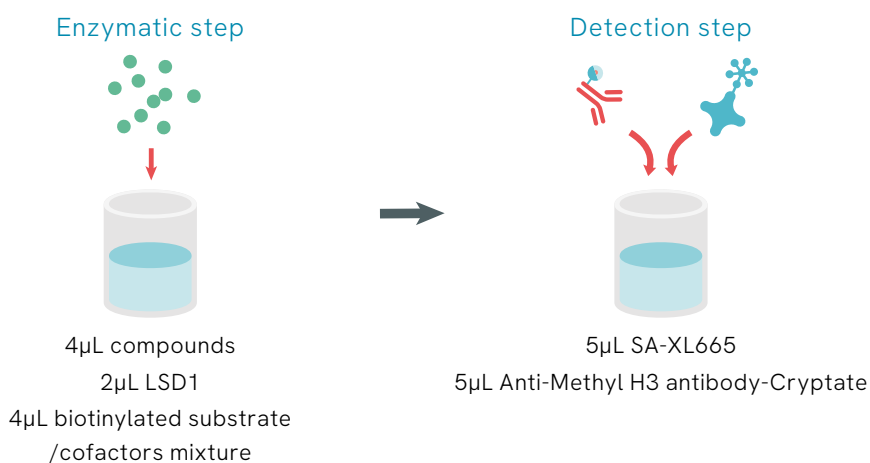 Enzymatic step
Detection step
4µL compounds
2µL LSD1
4µL biotinylated substrate
/cofactors mixture
5µL SA-XL665
5µL Anti-Methyl H3 antibody-Cryptate